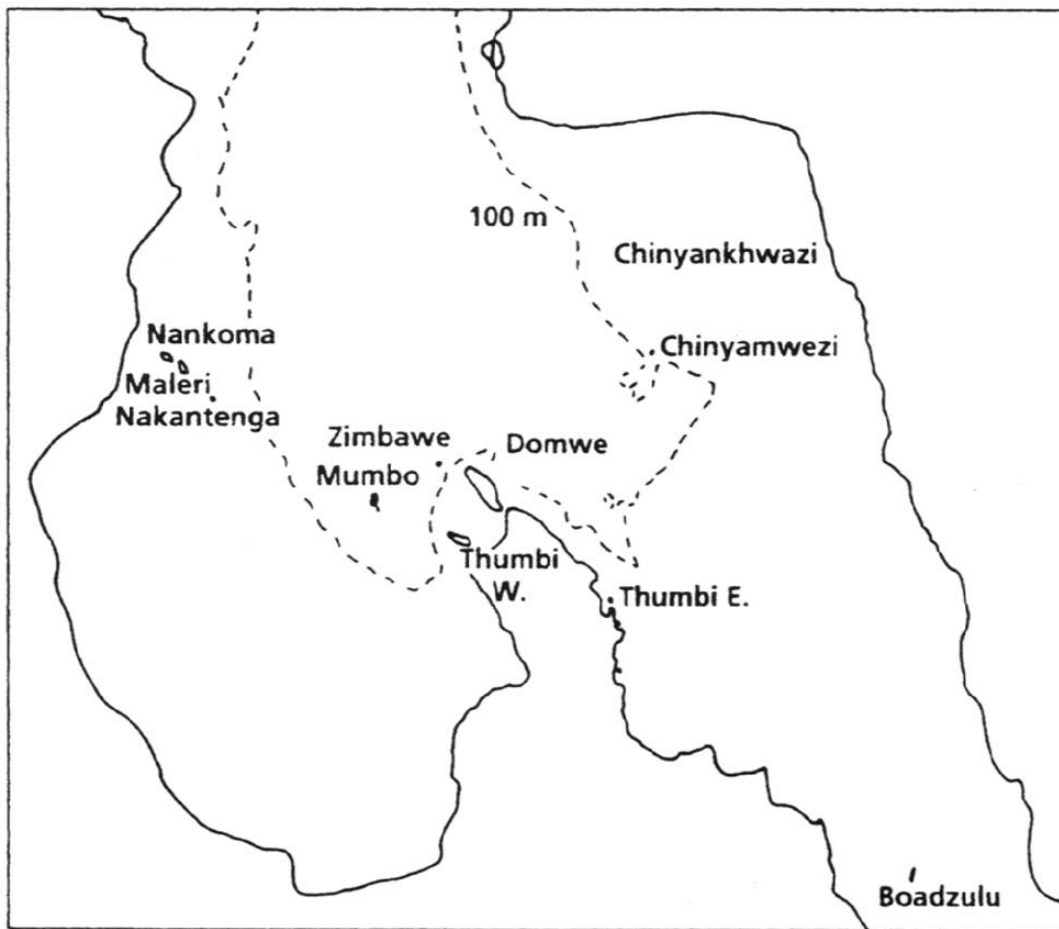 100 m
Chinyankhwazi
Nankoma
Chinyamwezi
Maleri
Nakantenga
Zimbawe
Domwe
Mumbo
Thumbi
W.
Thumbi E.
Boadzulu